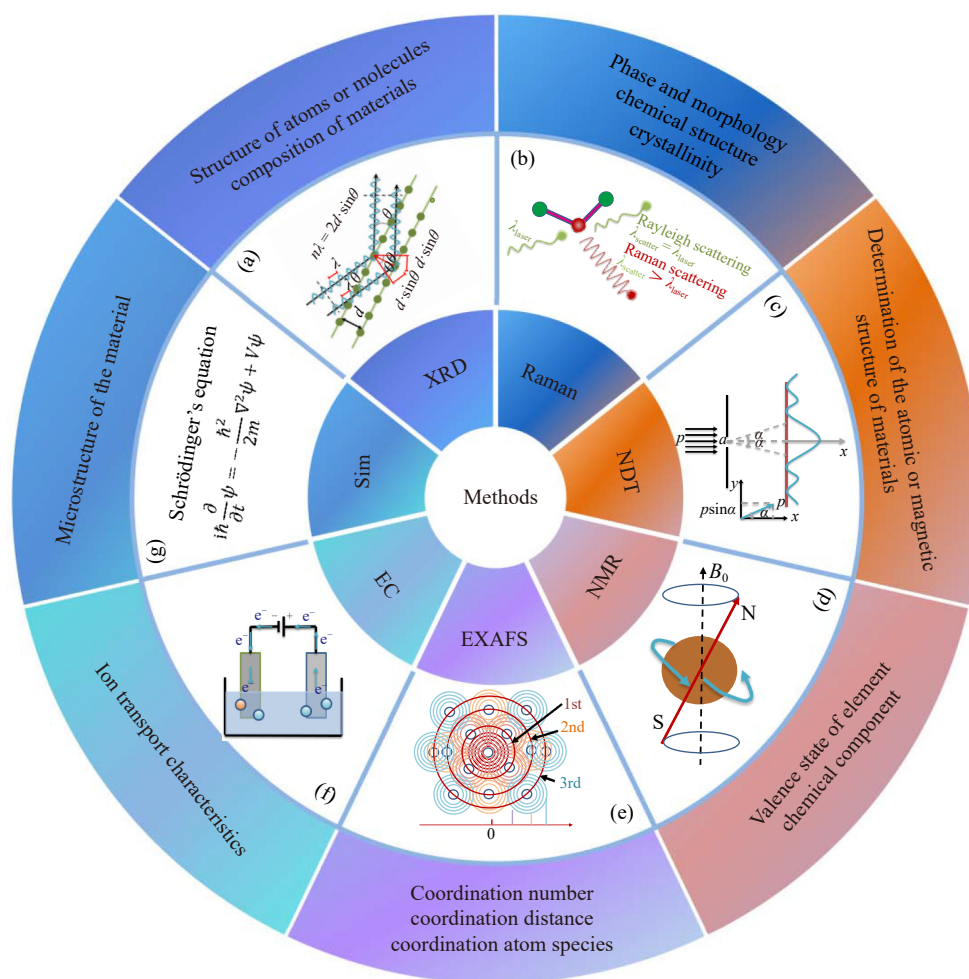 Structure of atoms or molecules
composition of materials
Phase and morphology
chemical structure
crystallinity
Determination of the atomic or magnetic
structure of materials
Valence state of element
chemical component
Coordination number
coordination distance
coordination atom species
Ion transport characteristics
Microstructure of the material
Methods
XRD
Raman
NDT
NMR
EXAFS
EC
Sim
(a)
nλ = 2d·sinθ
θ
λ
λ
θ
θ
θ
d·sinθ
d·sinθ
d
(b)
λlaser
Rayleigh scattering
λscatter = λlaser
Raman scattering
λscatter > λlaser
(c)
p
a
α
α
x
y
psinα
p
α
x
(d)
B₀
N
S
(e)
1st
2nd
3rd
0
(f)
e⁻
−
+
e⁻
e⁻
e⁻
e⁻
e⁻
(g)
Schrödinger's equation
iħ ∂/∂t ψ = − ħ²/2m ∇²ψ + Vψ